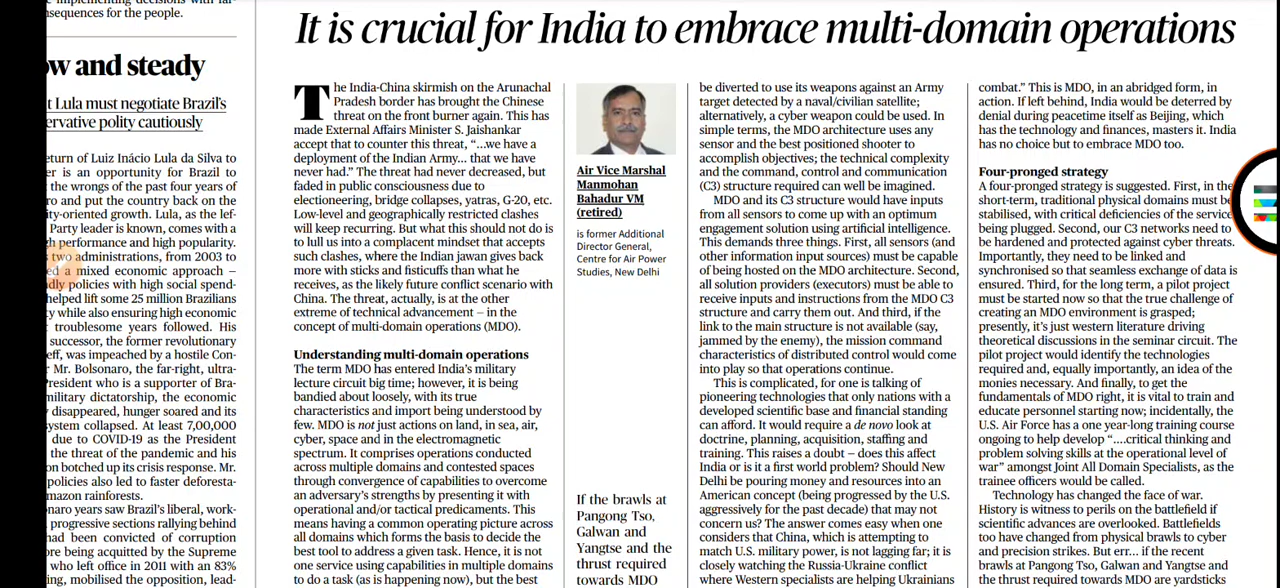 nsequences for the people.
ow and steady
t Lula must negotiate Brazil's
ervative polity cautiously
eturn of Luiz Inácio Lula da Silva to
er is an opportunity for Brazil to
the wrongs of the past four years of
ro and put the country back on the
ity-oriented growth. Lula, as the lef-
Party leader is known, comes with a
h performance and high popularity.
two administrations, from 2003 to
ed a mixed economic approach –
dly policies with high social spend-
helped lift some 25 million Brazilians
ty while also ensuring high economic
troublesome years followed. His
successor, the former revolutionary
eff, was impeached by a hostile Con-
Mr. Bolsonaro, the far-right, ultra-
President who is a supporter of Bra-
military dictatorship, the economic
disappeared, hunger soared and its
ystem collapsed. At least 7,00,000
due to COVID-19 as the President
the threat of the pandemic and his
on botched up its crisis response. Mr.
policies also led to faster deforesta-
mazon rainforests.
onaro years saw Brazil's liberal, work-
progressive sections rallying behind
had been convicted of corruption
ore being acquitted by the Supreme
who left office in 2011 with an 83%
ing, mobilised the opposition, lead-
It is crucial for India to embrace multi-domain operations
The India-China skirmish on the Arunachal
Pradesh border has brought the Chinese
threat on the front burner again. This has
made External Affairs Minister S. Jaishankar
accept that to counter this threat, “...we have a
deployment of the Indian Army... that we have
never had.” The threat had never decreased, but
faded in public consciousness due to
electioneering, bridge collapses, yatras, G-20, etc.
Low-level and geographically restricted clashes
will keep recurring. But what this should not do is
to lull us into a complacent mindset that accepts
such clashes, where the Indian jawan gives back
more with sticks and fisticuffs than what he
receives, as the likely future conflict scenario with
China. The threat, actually, is at the other
extreme of technical advancement – in the
concept of multi-domain operations (MDO).
Understanding multi-domain operations
The term MDO has entered India's military
lecture circuit big time; however, it is being
bandied about loosely, with its true
characteristics and import being understood by
few. MDO is not just actions on land, in sea, air,
cyber, space and in the electromagnetic
spectrum. It comprises operations conducted
across multiple domains and contested spaces
through convergence of capabilities to overcome
an adversary's strengths by presenting it with
operational and/or tactical predicaments. This
means having a common operating picture across
all domains which forms the basis to decide the
best tool to address a given task. Hence, it is not
one service using capabilities in multiple domains
to do a task (as is happening now), but the best
Air Vice Marshal
Manmohan
Bahadur VM
(retired)
is former Additional
Director General,
Centre for Air Power
Studies, New Delhi
If the brawls at
Pangong Tso,
Galwan and
Yangtse and the
thrust required
towards MDO
be diverted to use its weapons against an Army
target detected by a naval/civilian satellite;
alternatively, a cyber weapon could be used. In
simple terms, the MDO architecture uses any
sensor and the best positioned shooter to
accomplish objectives; the technical complexity
and the command, control and communication
(C3) structure required can well be imagined.
MDO and its C3 structure would have inputs
from all sensors to come up with an optimum
engagement solution using artificial intelligence.
This demands three things. First, all sensors (and
other information input sources) must be capable
of being hosted on the MDO architecture. Second,
all solution providers (executors) must be able to
receive inputs and instructions from the MDO C3
structure and carry them out. And third, if the
link to the main structure is not available (say,
jammed by the enemy), the mission command
characteristics of distributed control would come
into play so that operations continue.
This is complicated, for one is talking of
pioneering technologies that only nations with a
developed scientific base and financial standing
can afford. It would require a de novo look at
doctrine, planning, acquisition, staffing and
training. This raises a doubt – does this affect
India or is it a first world problem? Should New
Delhi be pouring money and resources into an
American concept (being progressed by the U.S.
aggressively for the past decade) that may not
concern us? The answer comes easy when one
considers that China, which is attempting to
match U.S. military power, is not lagging far; it is
closely watching the Russia-Ukraine conflict
where Western specialists are helping Ukrainians
combat.” This is MDO, in an abridged form, in
action. If left behind, India would be deterred by
denial during peacetime itself as Beijing, which
has the technology and finances, masters it. India
has no choice but to embrace MDO too.
Four-pronged strategy
A four-pronged strategy is suggested. First, in the
short-term, traditional physical domains must be
stabilised, with critical deficiencies of the service
being plugged. Second, our C3 networks need to
be hardened and protected against cyber threats.
Importantly, they need to be linked and
synchronised so that seamless exchange of data is
ensured. Third, for the long term, a pilot project
must be started now so that the true challenge of
creating an MDO environment is grasped;
presently, it's just western literature driving
theoretical discussions in the seminar circuit. The
pilot project would identify the technologies
required and, equally importantly, an idea of the
monies necessary. And finally, to get the
fundamentals of MDO right, it is vital to train and
educate personnel starting now; incidentally, the
U.S. Air Force has a one year-long training course
ongoing to help develop “....critical thinking and
problem solving skills at the operational level of
war” amongst Joint All Domain Specialists, as the
trainee officers would be called.
Technology has changed the face of war.
History is witness to perils on the battlefield if
scientific advances are overlooked. Battlefields
too have changed from physical brawls to cyber
and precision strikes. But err... if the recent
brawls at Pangong Tso, Galwan and Yangtse and
the thrust required towards MDO are yardsticks